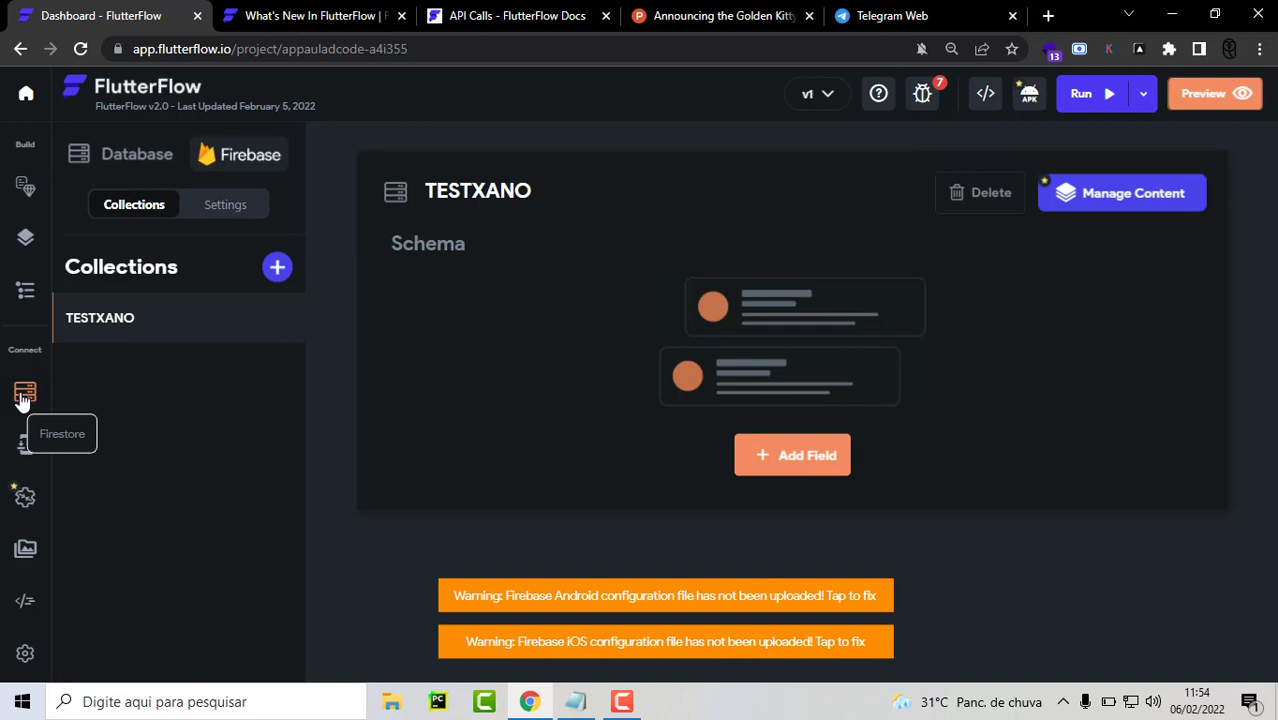 Dashboard - FlutterFlow
What's New In FlutterFlow | F
API Calls - FlutterFlow Docs
Announcing the Golden Kitty
Telegram Web
app.flutterflow.io/project/appauladcode-a4i355
13
K
FlutterFlow
FlutterFlow v2.0 - Last Updated February 5, 2022
v1
7
APK
Run
Preview
Build
Database
Firebase
Collections
Settings
Collections
TESTXANO
TESTXANO
Delete
Manage Content
Schema
Connect
Firestore
Add Field
Warning: Firebase Android configuration file has not been uploaded! Tap to fix
Warning: Firebase iOS configuration file has not been uploaded! Tap to fix
Digite aqui para pesquisar
PC
C
C
31°C Panc. de chuva
11:54
06/02/2022
1